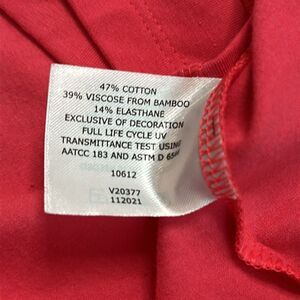 47% COTTON
39% VISCOSE FROM BAMBOO
14% ELASTHANE
EXCLUSIVE OF DECORATION
FULL LIFE CYCLE UV
TRANSMITTANCE TEST USING
AATCC 183 AND ASTM D
10612
V20377
112021